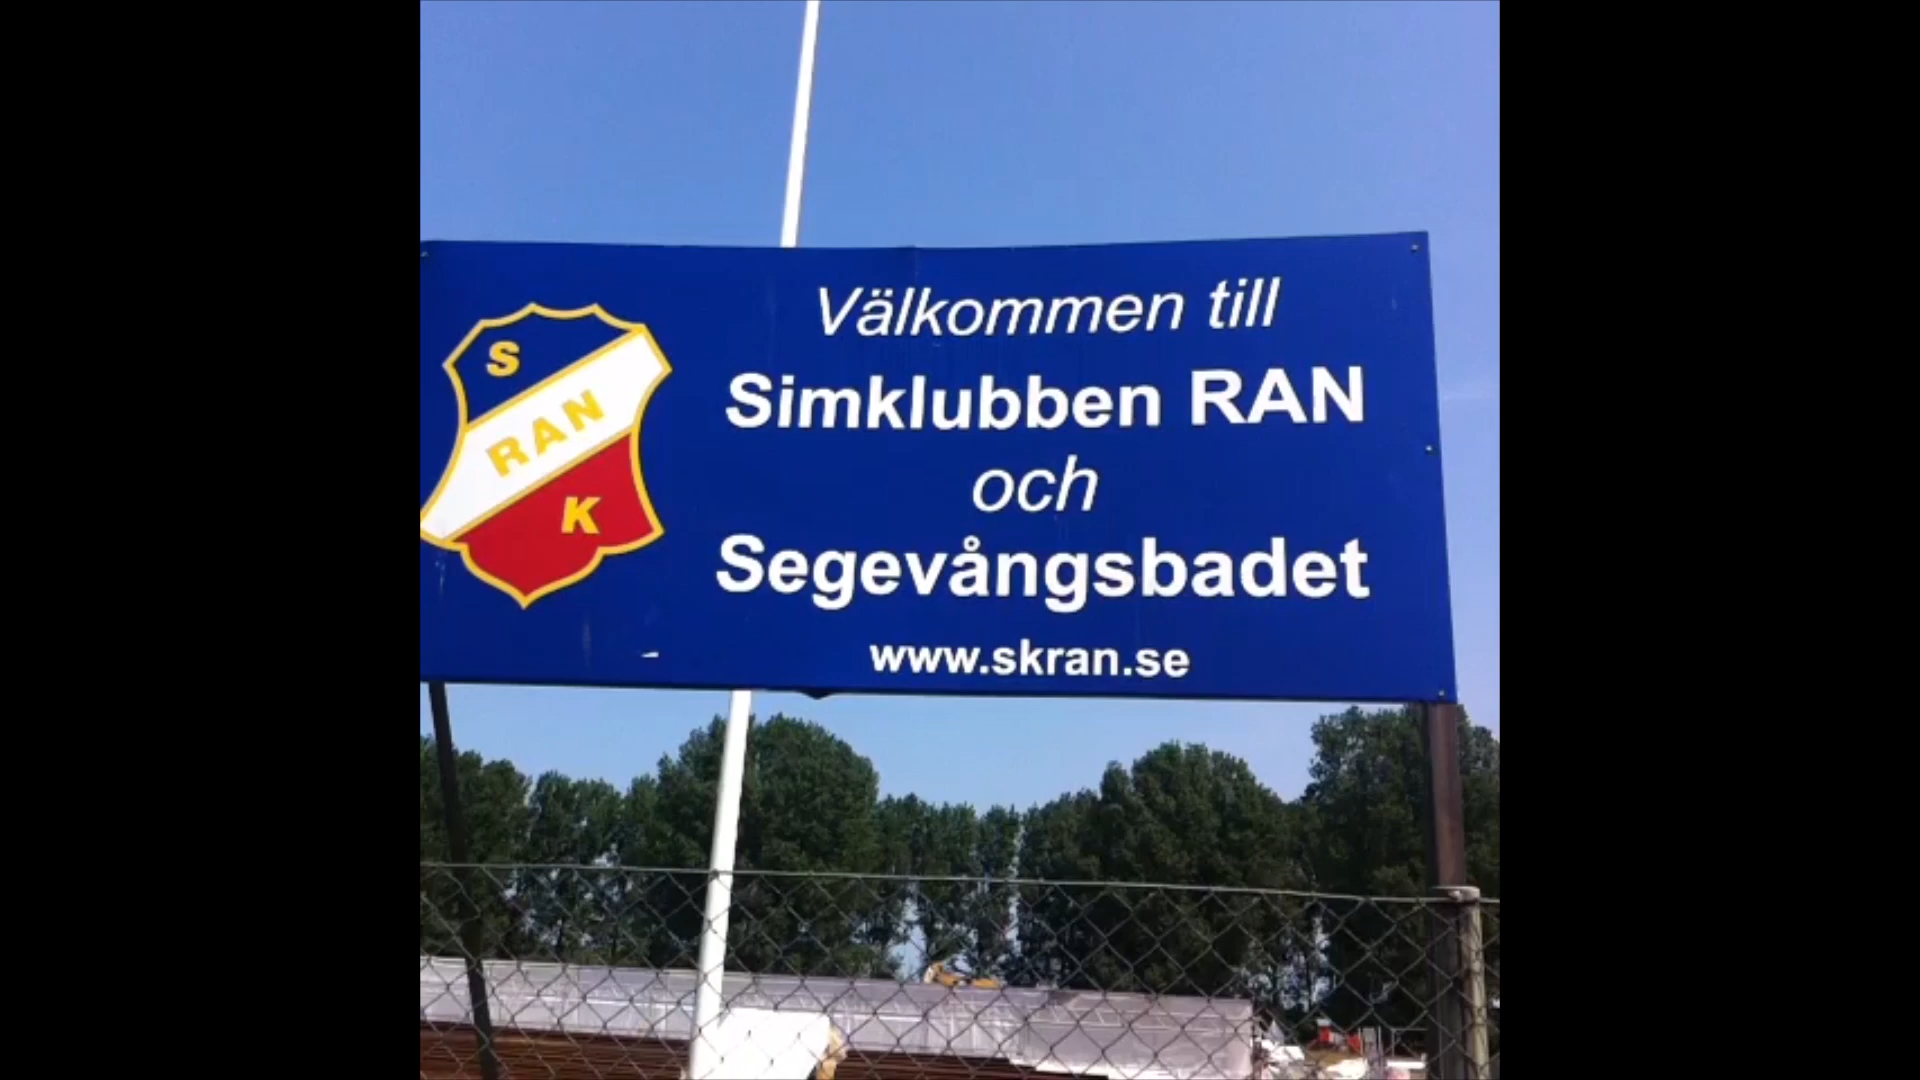 S
RAN
K
Välkommen till
Simklubben RAN
och
Segevångsbadet
www.skran.se